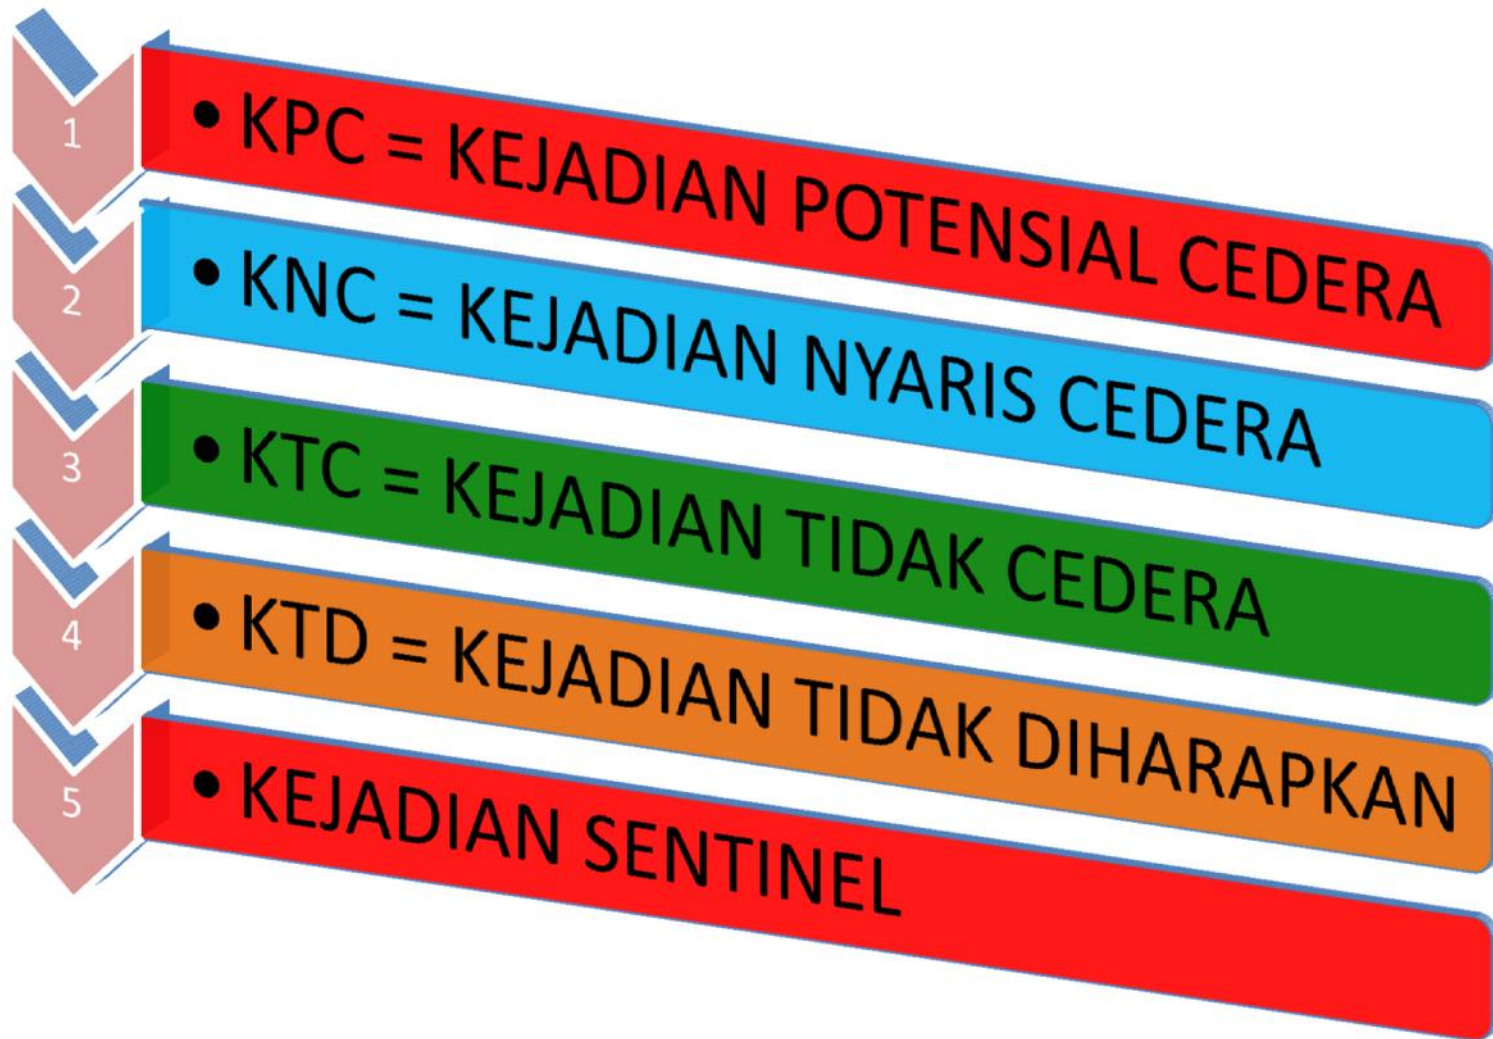 1
• KPC = KEJADIAN POTENSIAL CEDERA
2
• KNC = KEJADIAN NYARIS CEDERA
3
• KTC = KEJADIAN TIDAK CEDERA
4
• KTD = KEJADIAN TIDAK DIHARAPKAN
5
• KEJADIAN SENTINEL